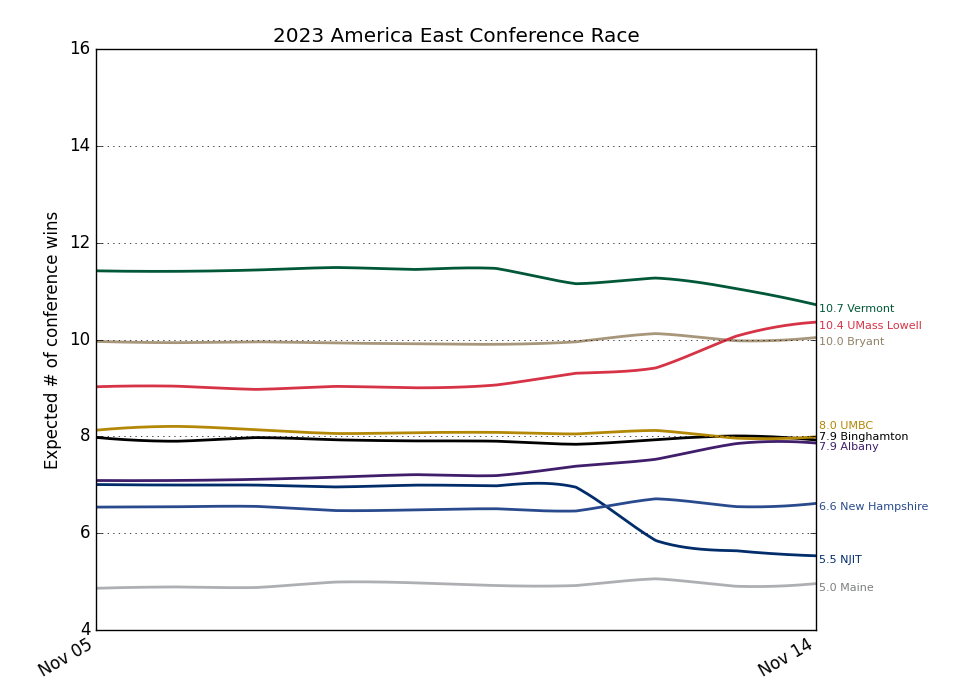 2023 America East Conference Race
Expected # of conference wins
16
14
12
10
8
6
4
Nov 05
Nov 14
10.7 Vermont
10.4 UMass Lowell
10.0 Bryant
8.0 UMBC
7.9 Binghamton
7.9 Albany
6.6 New Hampshire
5.5 NJIT
5.0 Maine